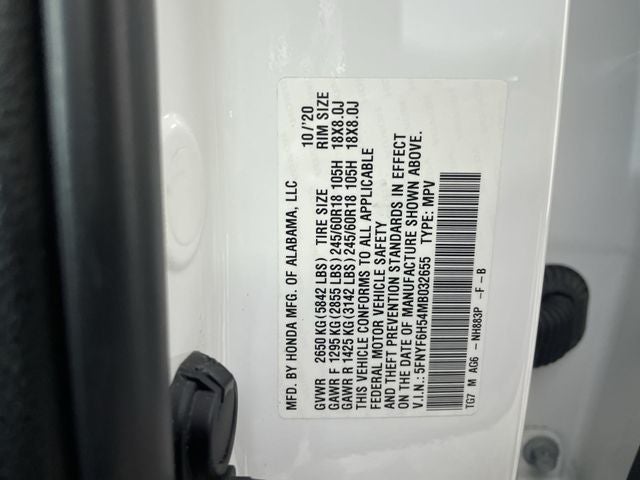 MFD. BY HONDA MFG. OF ALABAMA, LLC 10/'20
GVWR 2650 KG (5842 LBS) TIRE SIZE RIM SIZE
GAWR F 1295 KG (2855 LBS) 245/60R18 105H 18X8.0J
GAWR R 1425 KG (3142 LBS) 245/60R18 105H 18X8.0J
THIS VEHICLE CONFORMS TO ALL APPLICABLE
FEDERAL MOTOR VEHICLE SAFETY
AND THEFT PREVENTION STANDARDS IN EFFECT
ON THE DATE OF MANUFACTURE SHOWN ABOVE.
V.I.N.: 5FNYF6H54MB032655 TYPE: MPV
TG7 M AG6 - NH883P -F -B